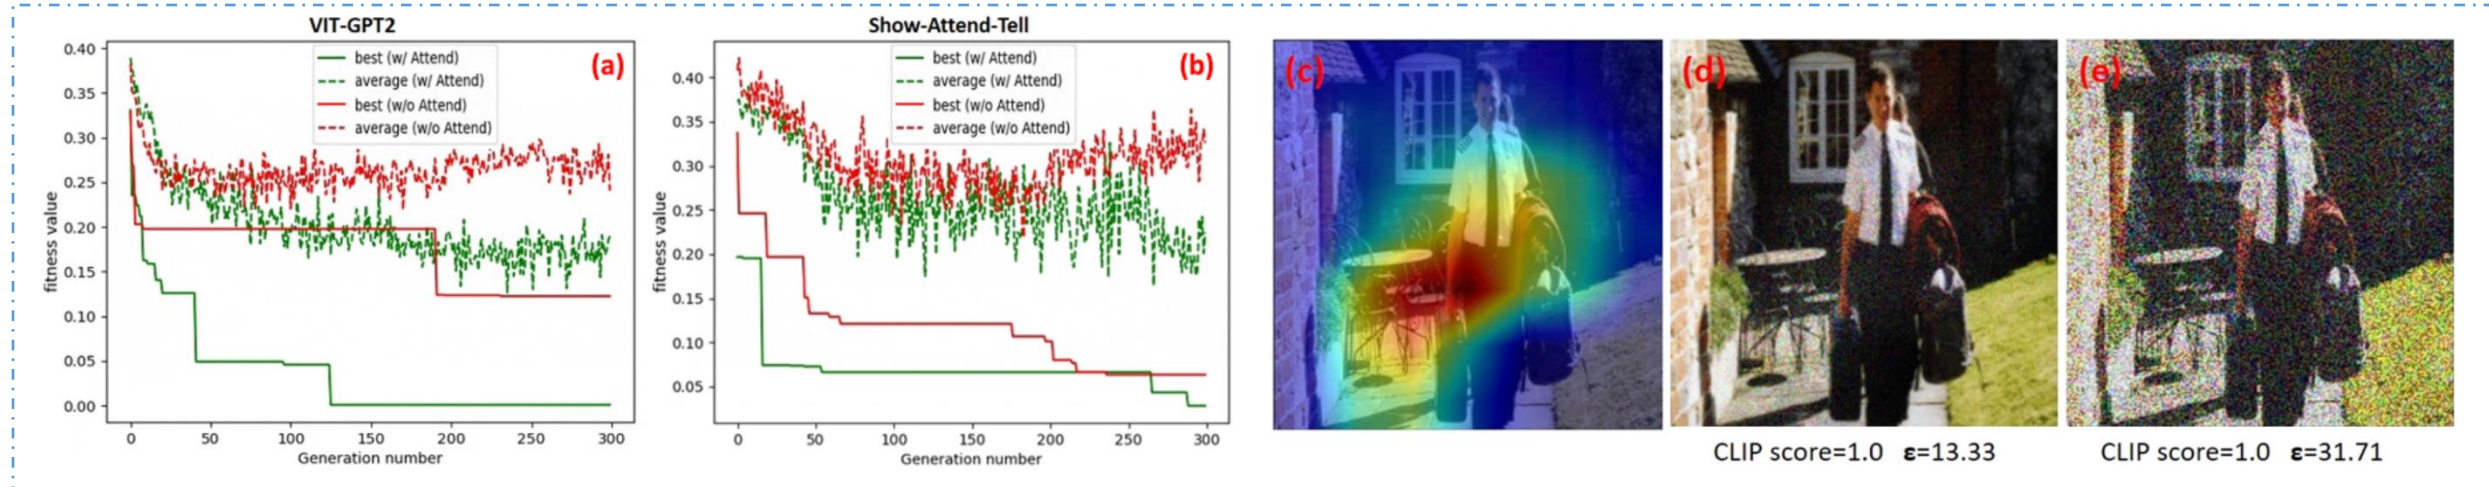 VIT-GPT2
(a)
best (w/ Attend)
average (w/ Attend)
best (w/o Attend)
average (w/o Attend)
fitness value
0.40
0.35
0.30
0.25
0.20
0.15
0.10
0.05
0.00
0 50 100 150 200 250 300
Generation number
Show-Attend-Tell
(b)
best (w/ Attend)
average (w/ Attend)
best (w/o Attend)
average (w/o Attend)
fitness value
0.40
0.35
0.30
0.25
0.20
0.15
0.10
0.05
0 50 100 150 200 250 300
Generation number
(c)
(d)
CLIP score=1.0 ε=13.33
(e)
CLIP score=1.0 ε=31.71